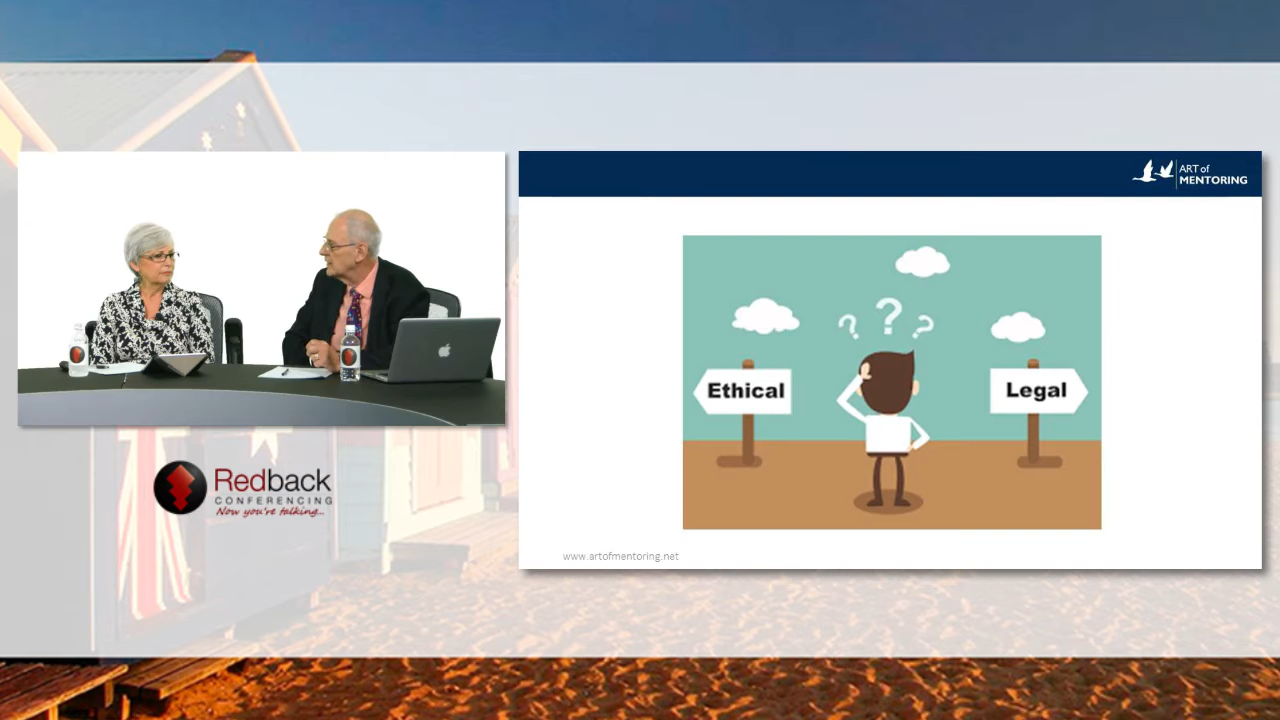 ART of
MENTORING
? ? ?
Ethical
Legal
Redback
CONFERENCING
Now you're talking...
www.artofmentoring.net